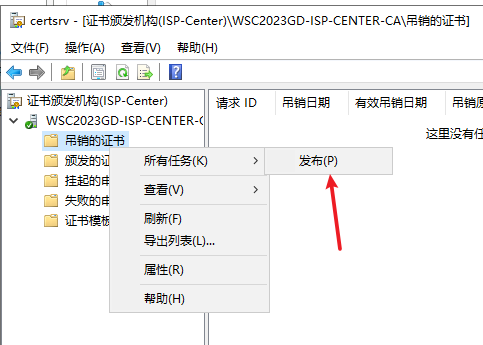 certsrv - [证书颁发机构(ISP-Center)\WSC2023GD-ISP-CENTER-CA\吊销的证书]
文件(F) 操作(A) 查看(V) 帮助(H)
证书颁发机构(ISP-Center)
WSC2023GD-ISP-CENTER-C
吊销的证书
颁发的证
挂起的申
失败的申
证书模板
请求 ID 吊销日期 有效吊销日期 吊销原
这里没有任
所有任务(K)
查看(V)
刷新(F)
导出列表(L)...
属性(R)
帮助(H)
发布(P)